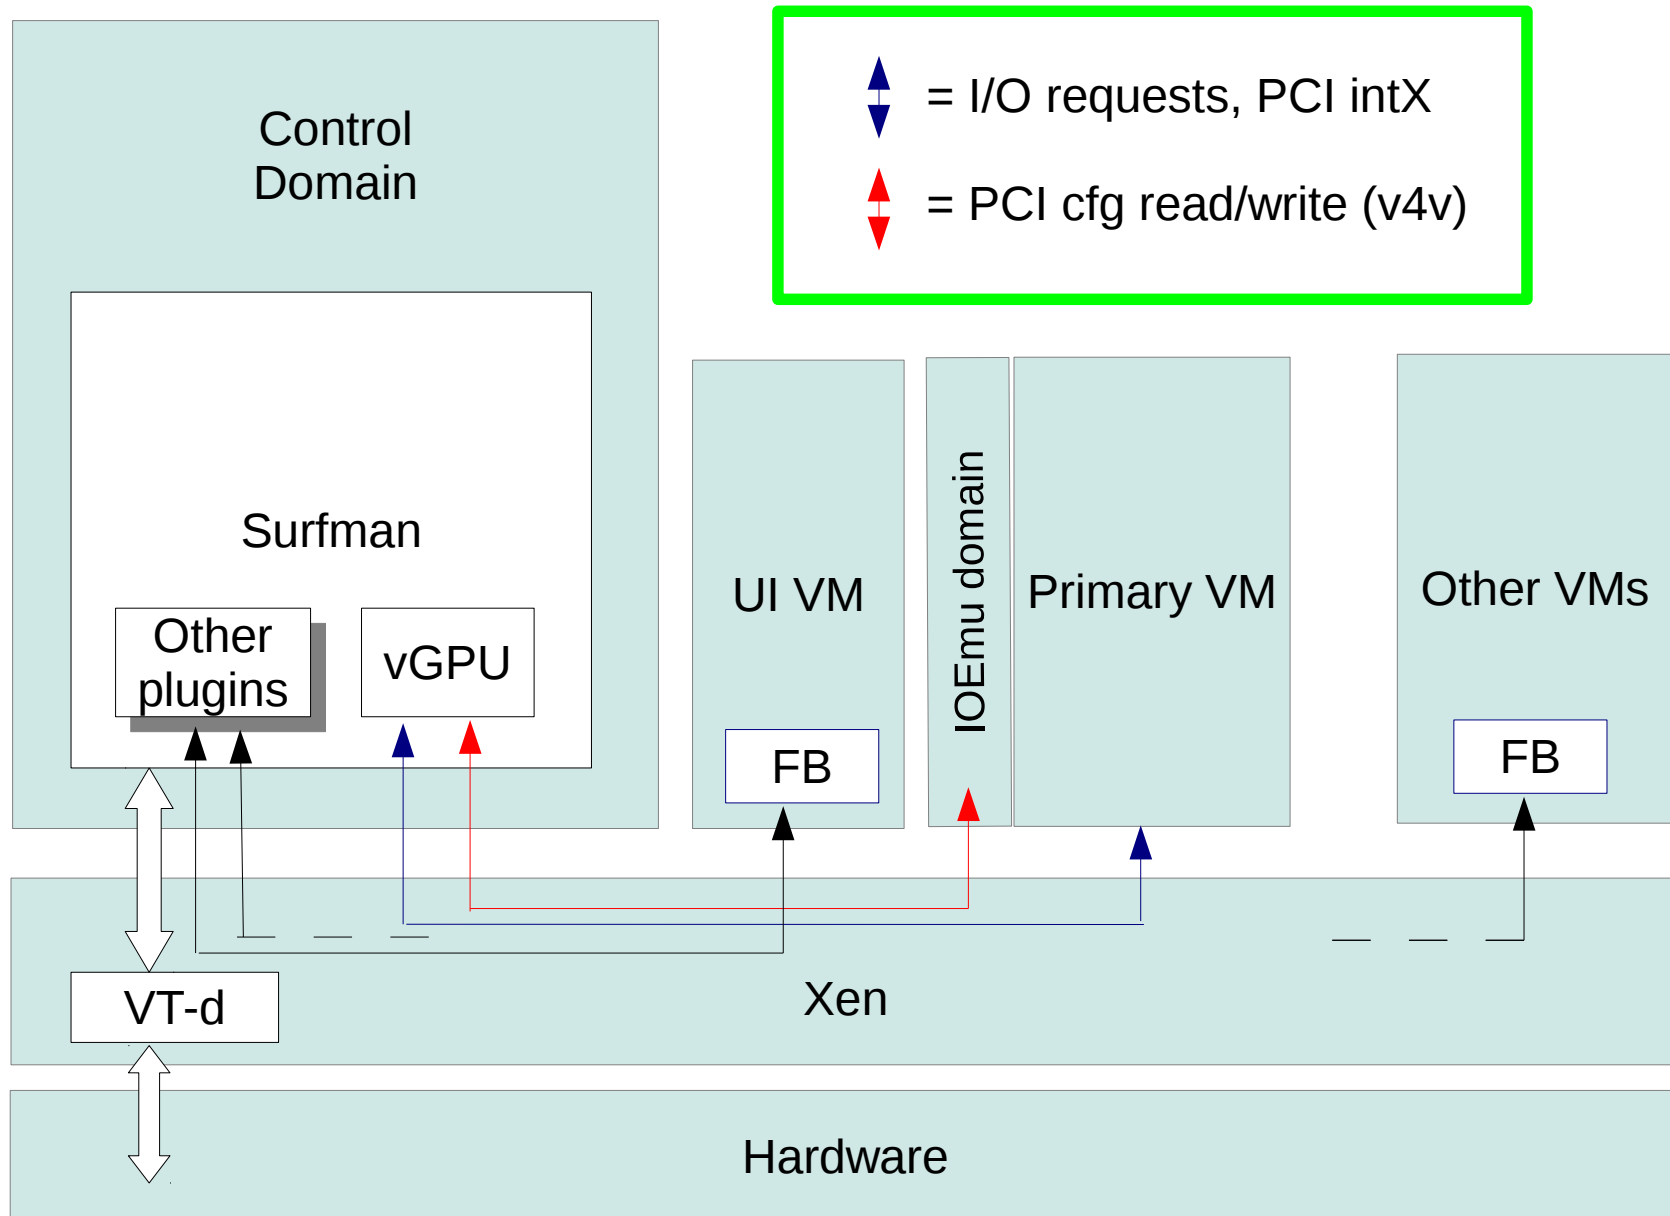 Control
Domain
= I/O requests, PCI intX
= PCI cfg read/write (v4v)
Surfman
Other
plugins
vGPU
UI VM
FB
IOEmu domain
Primary VM
Other VMs
FB
VT-d
Xen
Hardware